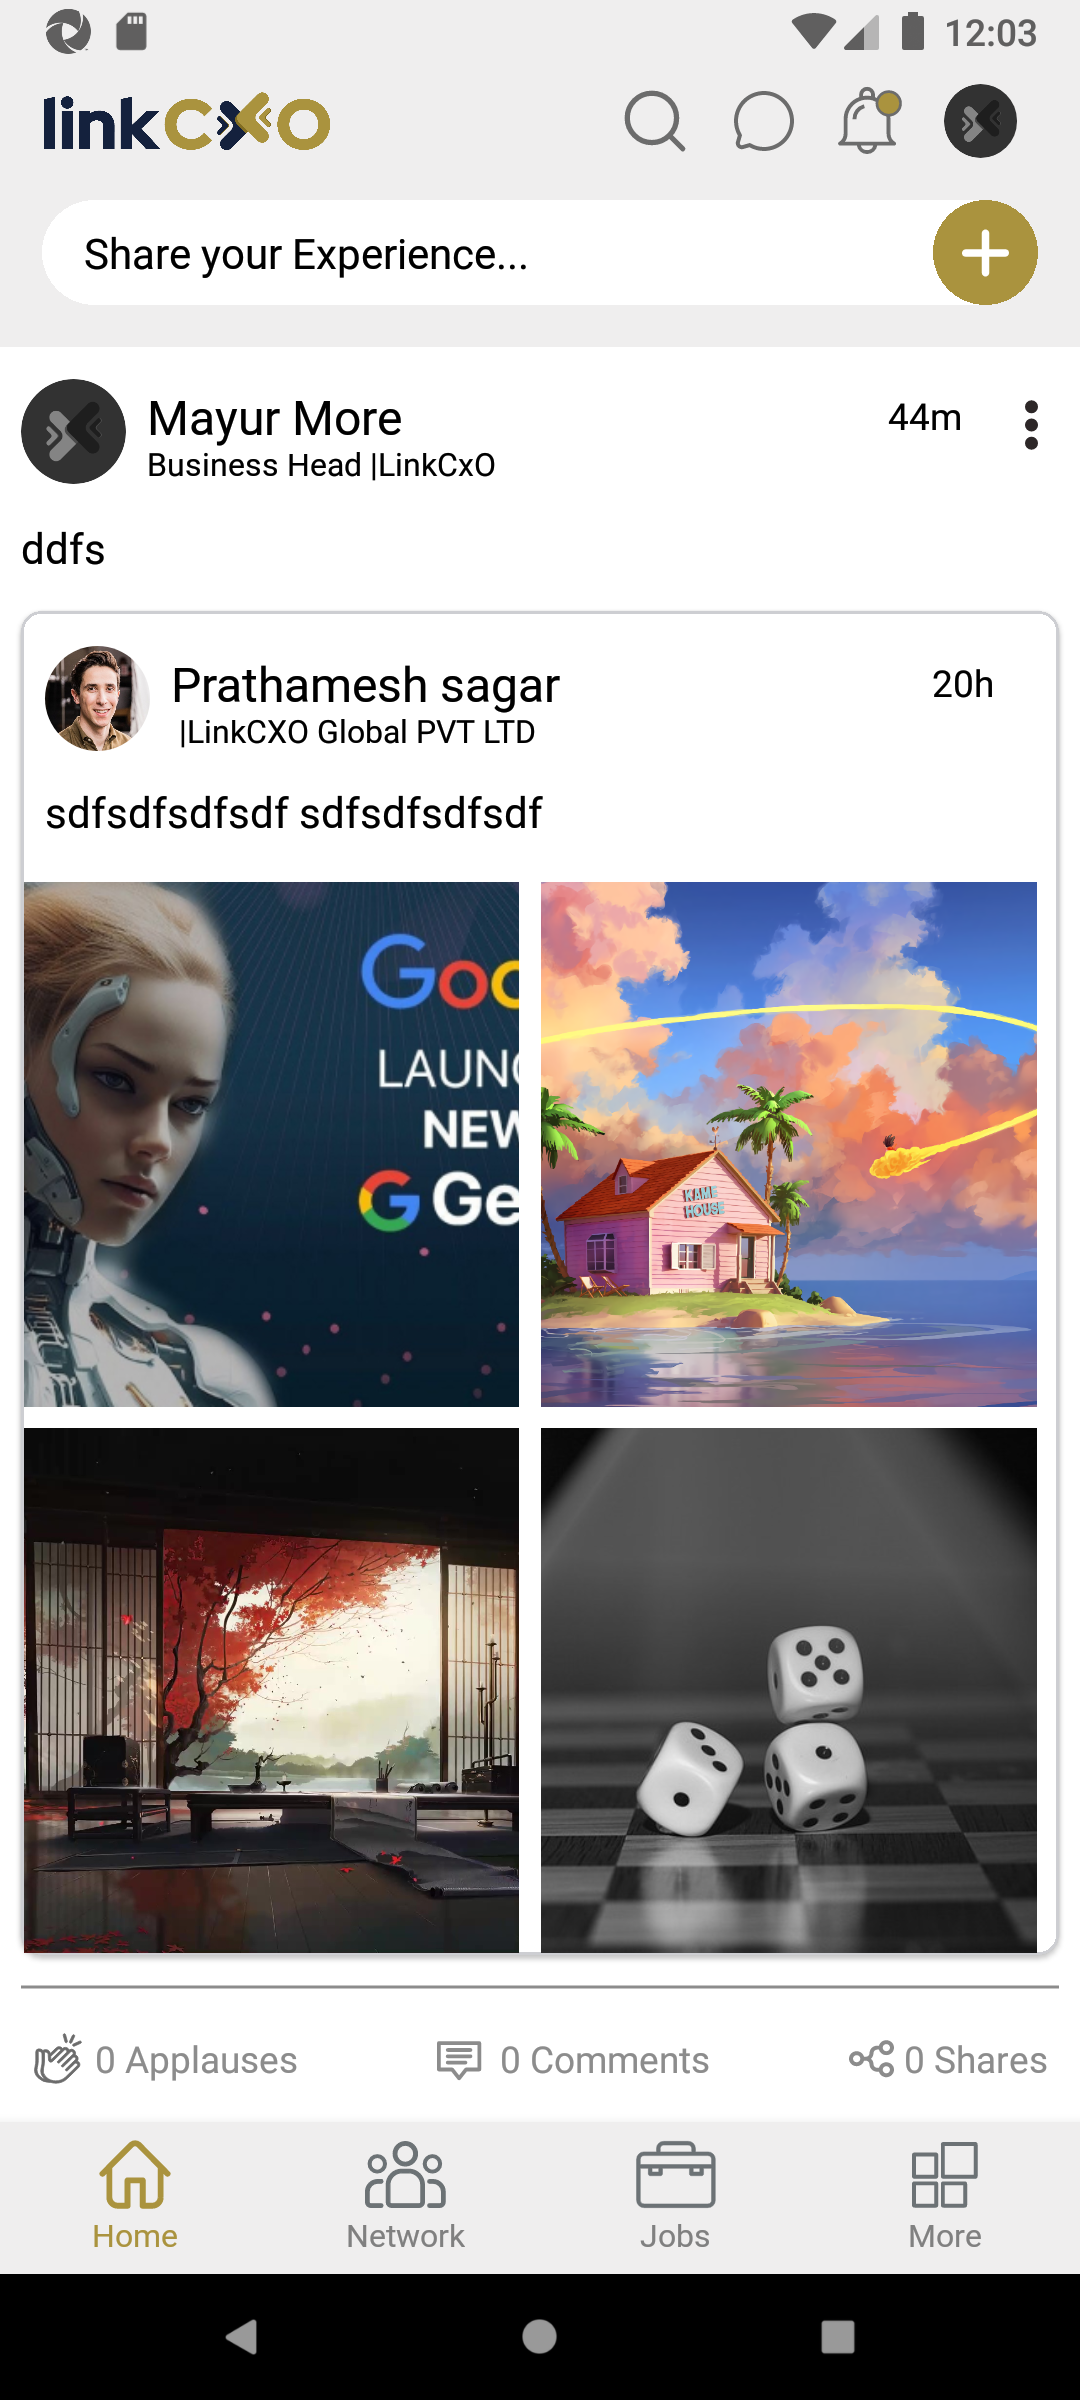 12:03
linkCXO
Share your Experience...
Mayur More
44m
Business Head |LinkCxO
ddfs
Prathamesh sagar
20h
|LinkCXO Global PVT LTD
sdfsdfsdfsdf sdfsdfsdfsdf
Goo
LAUNC
NEW
G Ge
KAME
HOUSE
0 Applauses
0 Comments
0 Shares
Home
Network
Jobs
More